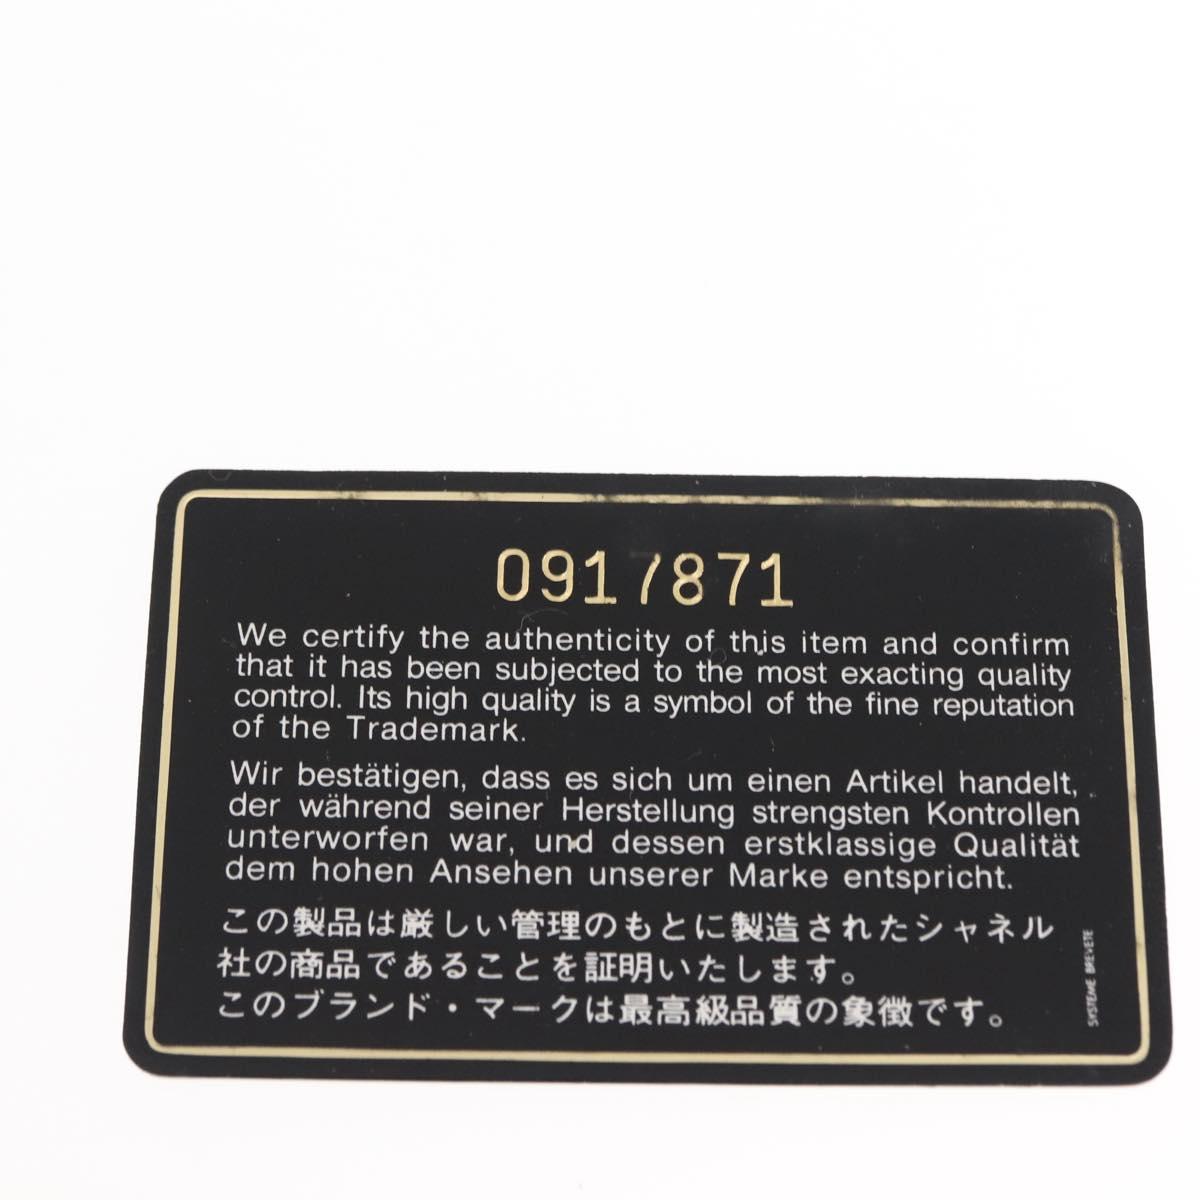 0917871
We certify the authenticity of this item and confirm
that it has been subjected to the most exacting quality
control. Its high quality is a symbol of the fine reputation
of the Trademark.
Wir bestätigen, dass es sich um einen Artikel handelt,
der während seiner Herstellung strengsten Kontrollen
unterworfen war, und dessen erstklassige Qualität
dem hohen Ansehen unserer Marke entspricht.
この製品は厳しい管理のもとに製造されたシャネル
社の商品であることを証明いたします。
このブランド・マークは最高級品質の象徴です。
SYSTEME BREVETE